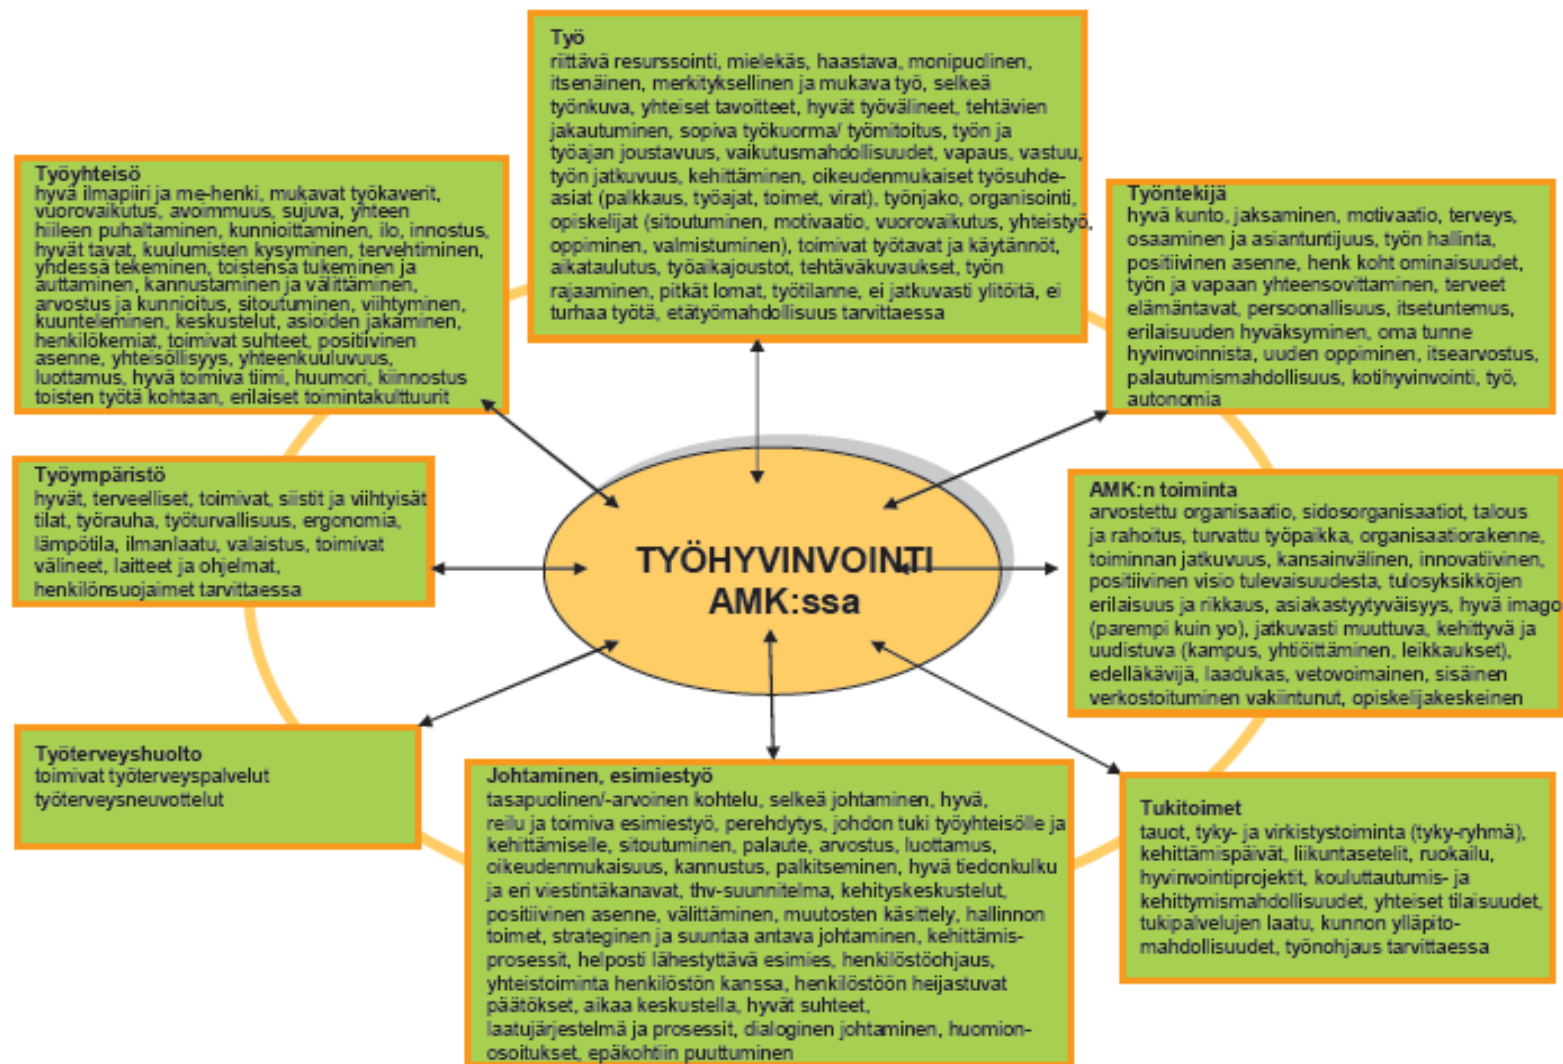 Työ
riittävä resurssointi, mielekäs, haastava, monipuolinen,
itsenäinen, merkityksellinen ja mukava työ, selkeä
työnkuva, yhteiset tavoitteet, hyvät työvälineet, tehtävien
jakautuminen, sopiva työkuorma/ työmitoitus, työn ja
työajan joustavuus, vaikutusmahdollisuudet, vapaus, vastuu,
työn jatkuvuus, kehittäminen, oikeudenmukaiset työsuhde-
asiat (palkkaus, työajat, toimet, virat), työnjako, organisointi,
opiskelijat (sitoutuminen, motivaatio, vuorovaikutus, yhteistyö,
oppiminen, valmistuminen), toimivat työtavat ja käytännöt,
aikataulutus, työaikajoustot, tehtäväkuvaukset, työn
rajaaminen, pitkät lomat, työtilanne, ei jatkuvasti ylitöitä, ei
turhaa työtä, etätyömahdollisuus tarvittaessa
Työyhteisö
hyvä ilmapiiri ja me-henki, mukavat työkaverit,
vuorovaikutus, avoimmuus, sujuva, yhteen
hiileen puhaltaminen, kunnioittaminen, ilo, innostus,
hyvät tavat, kuulumisten kysyminen, tervehtiminen,
yhdessä tekeminen, toistensa tukeminen ja
auttaminen, kannustaminen ja välittäminen,
arvostus ja kunnioitus, sitoutuminen, viihtyminen,
kuunteleminen, keskustelut, asioiden jakaminen,
henkilökemiat, toimivat suhteet, positiivinen
asenne, yhteisöllisyys, yhteenkuuluvuus,
luottamus, hyvä toimiva tiimi, huumori, kiinnostus
toisten työtä kohtaan, erilaiset toimintakulttuurit
Työntekijä
hyvä kunto, jaksaminen, motivaatio, terveys,
osaaminen ja asiantuntijuus, työn hallinta,
positiivinen asenne, henk koht ominaisuudet,
työn ja vapaan yhteensovittaminen, terveet
elämäntavat, persoonallisuus, itsetuntemus,
erilaisuuden hyväksyminen, oma tunne
hyvinvoinnista, uuden oppiminen, itsearvostus,
palautumismahdollisuus, kotihyvinvointi, työ,
autonomia
Työympäristö
hyvät, terveelliset, toimivat, siistit ja viihtyisät
tilat, työrauha, työturvallisuus, ergonomia,
lämpötila, ilmanlaatu, valaistus, toimivat
välineet, laitteet ja ohjelmat,
henkilönsuojaimet tarvittaessa
TYÖHYVINVOINTI
AMK:ssa
AMK:n toiminta
arvostettu organisaatio, sidosorganisaatiot, talous
ja rahoitus, turvattu työpaikka, organisaatiorakenne,
toiminnan jatkuvuus, kansainvälinen, innovatiivinen,
positiivinen visio tulevaisuudesta, tulosyksikköjen
erilaisuus ja rikkaus, asiakastyytyväisyys, hyvä imago
(parempi kuin yo), jatkuvasti muuttuva, kehittyvä ja
uudistuva (kampus, yhtiöittäminen, leikkaukset),
edelläkävijä, laadukas, vetovoimainen, sisäinen
verkostoituminen vakiintunut, opiskelijakeskeinen
Työterveyshuolto
toimivat työterveyspalvelut
työterveysneuvottelut
Johtaminen, esimiestyö
tasapuolinen/-arvoinen kohtelu, selkeä johtaminen, hyvä,
reilu ja toimiva esimiestyö, perehdytys, johdon tuki työyhteisölle ja
kehittämiselle, sitoutuminen, palaute, arvostus, luottamus,
oikeudenmukaisuus, kannustus, palkitseminen, hyvä tiedonkulku
ja eri viestintäkanavat, thv-suunnitelma, kehityskeskustelut,
positiivinen asenne, välittäminen, muutosten käsittely, hallinnon
toimet, strateginen ja suuntaa antava johtaminen, kehittämis-
prosessit, helposti lähestyttävä esimies, henkilöstöohjaus,
yhteistoiminta henkilöstön kanssa, henkilöstöön heijastuvat
päätökset, aikaa keskustella, hyvät suhteet,
laatujärjestelmä ja prosessit, dialoginen johtaminen, huomion-
osoitukset, epäkohtiin puuttuminen
Tukitoimet
tauot, tyky- ja virkistystoiminta (tyky-ryhmä),
kehittämispäivät, liikuntasetelit, ruokailu,
hyvinvointiprojektit, kouluttautumis- ja
kehittymismahdollisuudet, yhteiset tilaisuudet,
tukipalvelujen laatu, kunnon ylläpito-
mahdollisuudet, työnohjaus tarvittaessa